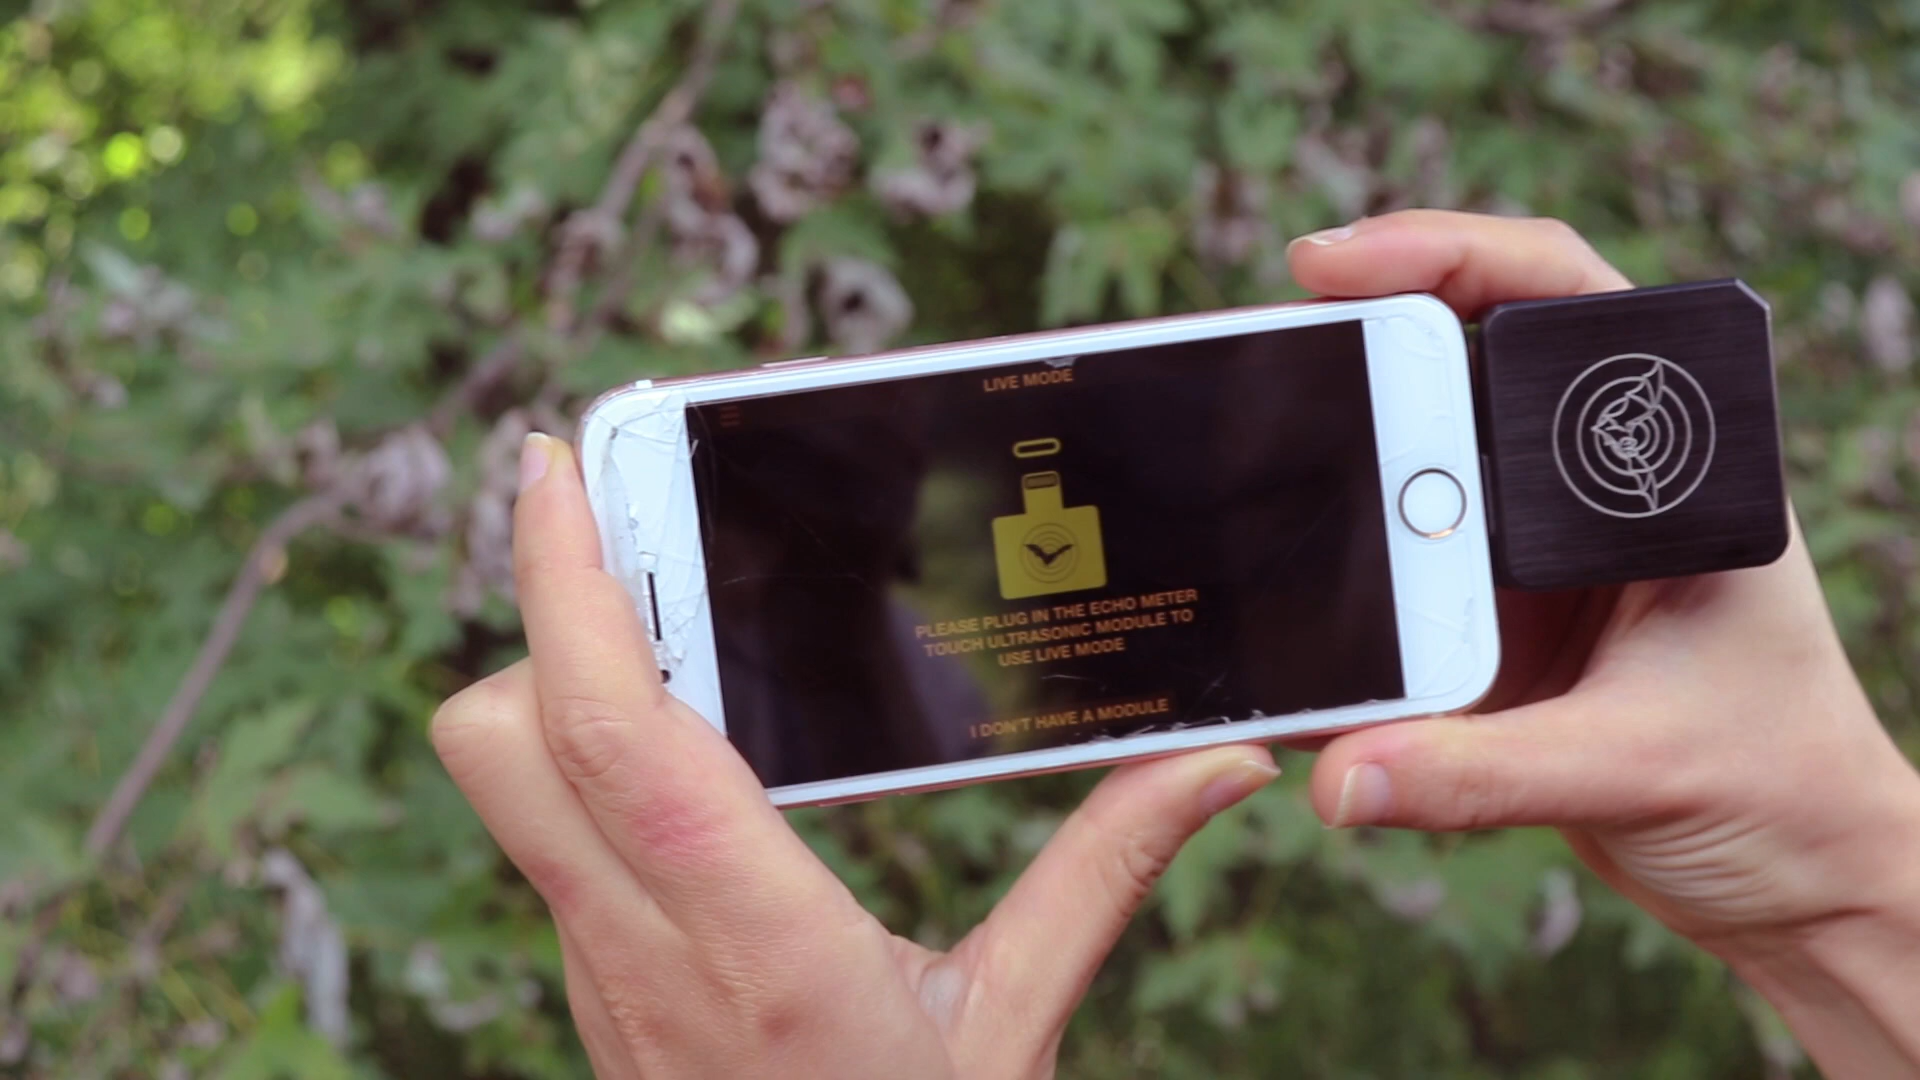 LIVE MODE
PLEASE PLUG IN THE ECHO METER
TOUCH ULTRASONIC MODULE TO
USE LIVE MODE
I DON'T HAVE A MODULE